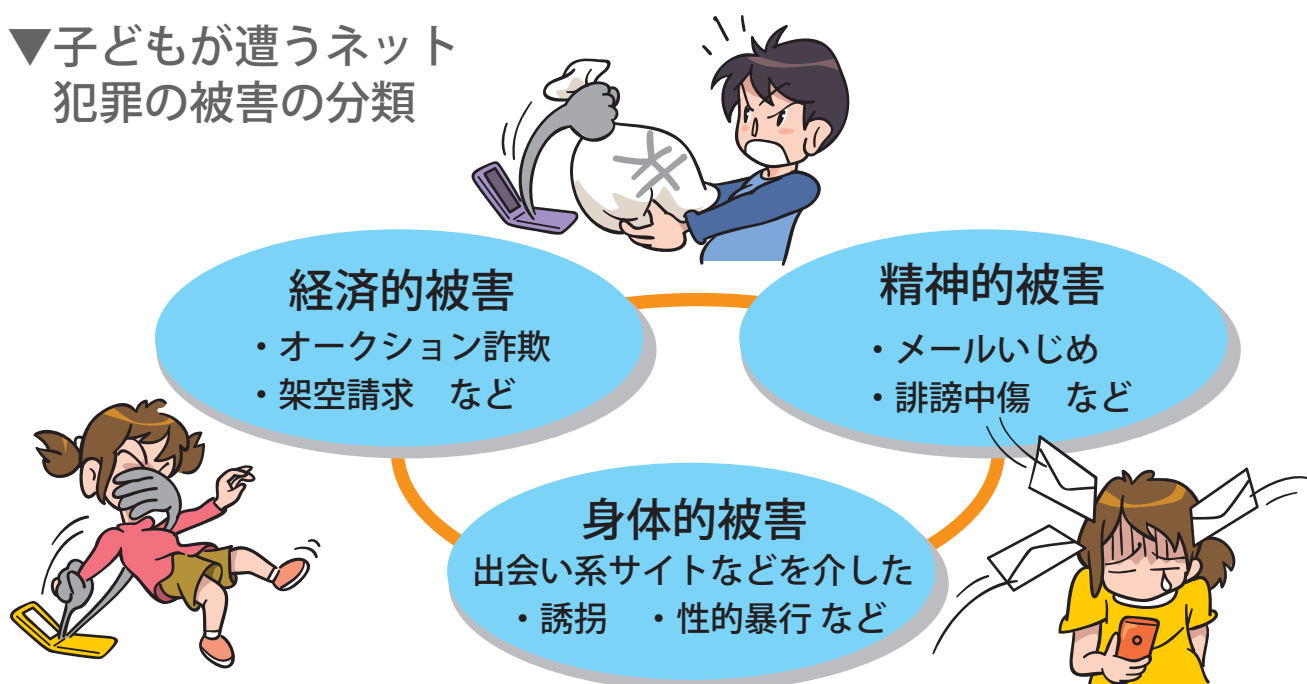 ▼子どもが遭うネット
犯罪の被害の分類
経済的被害
・オークション詐欺
・架空請求　など
精神的被害
・メールいじめ
・誹謗中傷　など
身体的被害
出会い系サイトなどを介した
・誘拐　・性的暴行 など